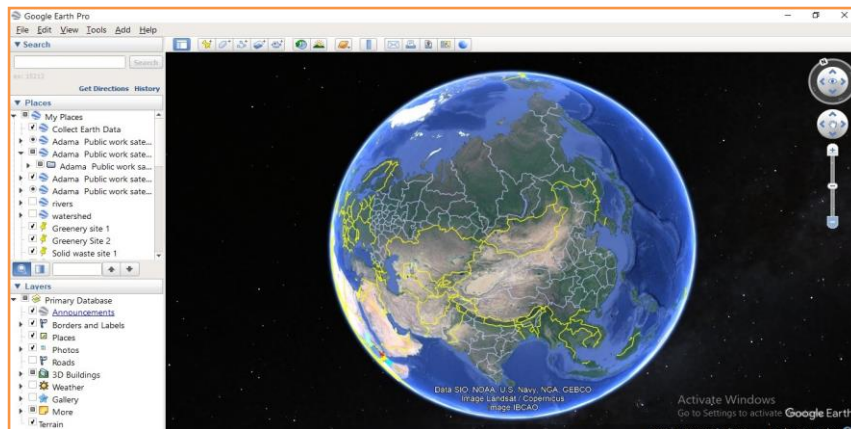 Google Earth Pro
File Edit View Tools Add Help
Search
Search
ex: 10212
Get Directions History
Places
My Places
Collect Earth Data
Adama Public work sate...
Adama Public work sate...
Adama Public work sa...
Adama Public work sate...
Adama Public work sate...
rivers
watershed
Greenery site 1
Greenery Site 2
Solid waste site 1
Layers
Primary Database
Announcements
Borders and Labels
Places
Photos
Roads
3D Buildings
Weather
Gallery
More
Terrain
Data SIO, NOAA, U.S. Navy, NGA, GEBCO
Image Landsat / Copernicus
Image IBCAO
Activate Windows
Go to Settings to activate
Google Earth